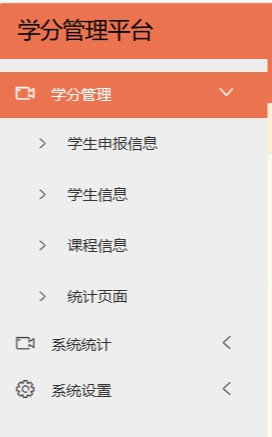 学分管理平台
学分管理
学生申报信息
学生信息
课程信息
统计页面
系统统计
系统设置